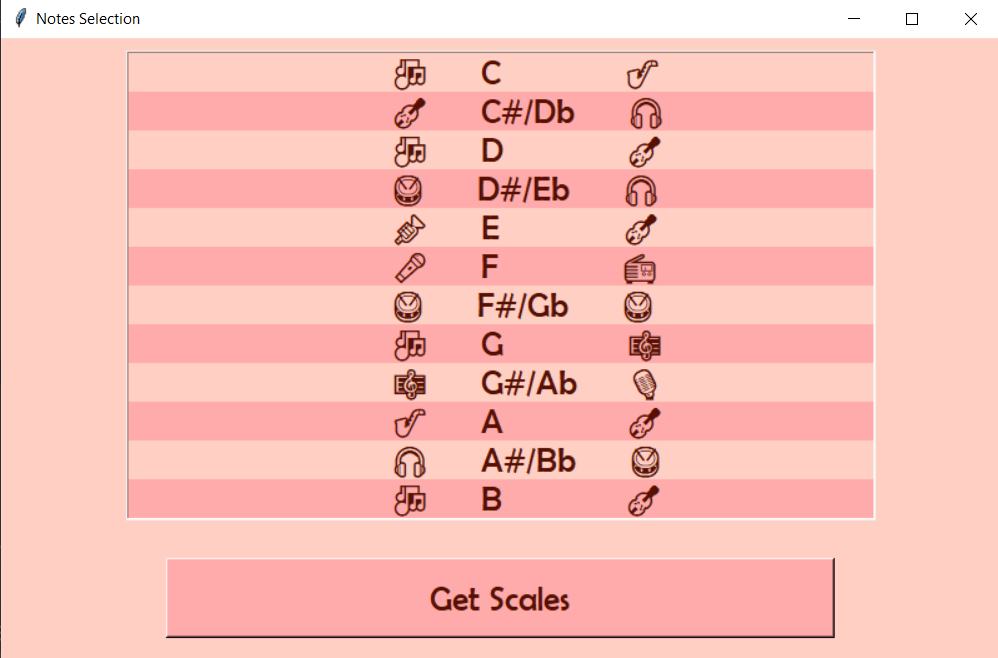 Notes Selection
C
C#/Db
D
D#/Eb
E
F
F#/Gb
G
G#/Ab
A
A#/Bb
B
Get Scales